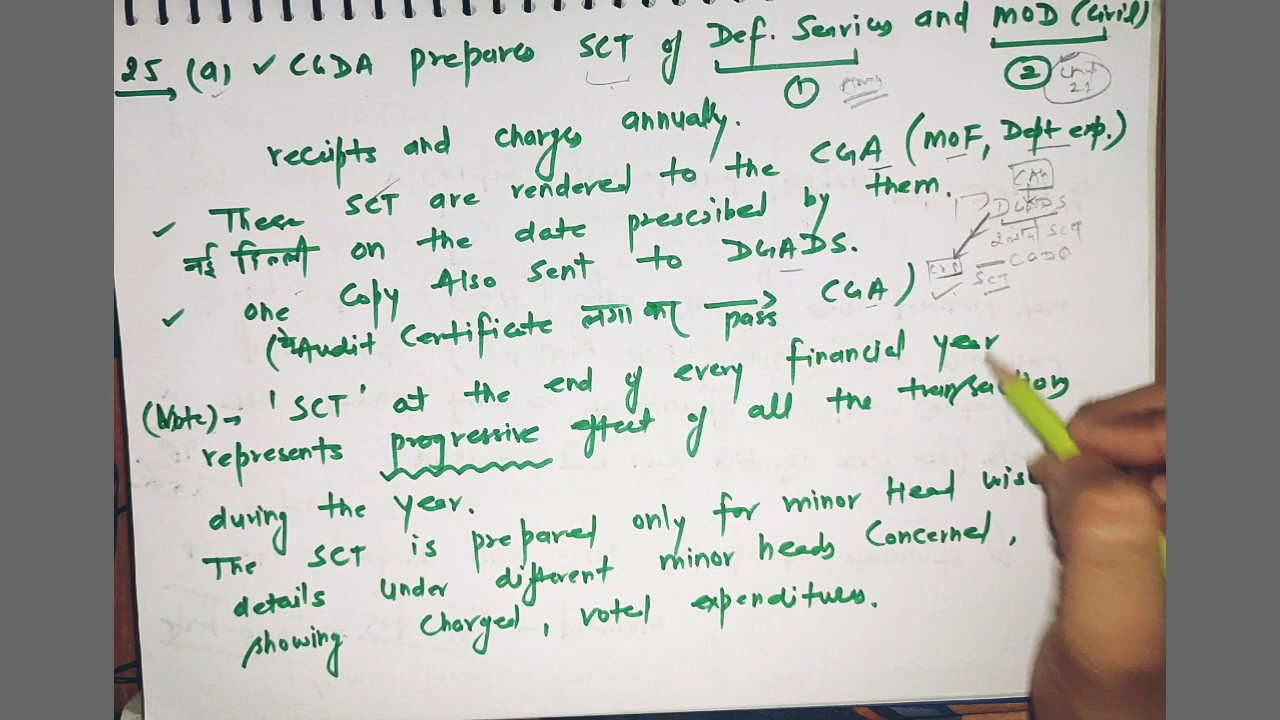 25 (a) ✓ CGDA prepares SCT of Def. Services and MOD (Civil)
① ②
receipts and charges annually.
✓ These SCT are rendered to the CGA (MOF, Dept exp.)
नई दिल्ली on the date prescribed by them.
✓ one Copy Also sent to DGADS.
(ये Audit Certificate लगा कर → pass CGA)
DGADS
CGDA
SCT
(Note) → 'SCT' at the end of every financial year
represents progressive effect of all the transactions
during the year.
The SCT is prepared only for minor Head wise
details under different minor heads Concerned,
showing charged, voted expenditures.